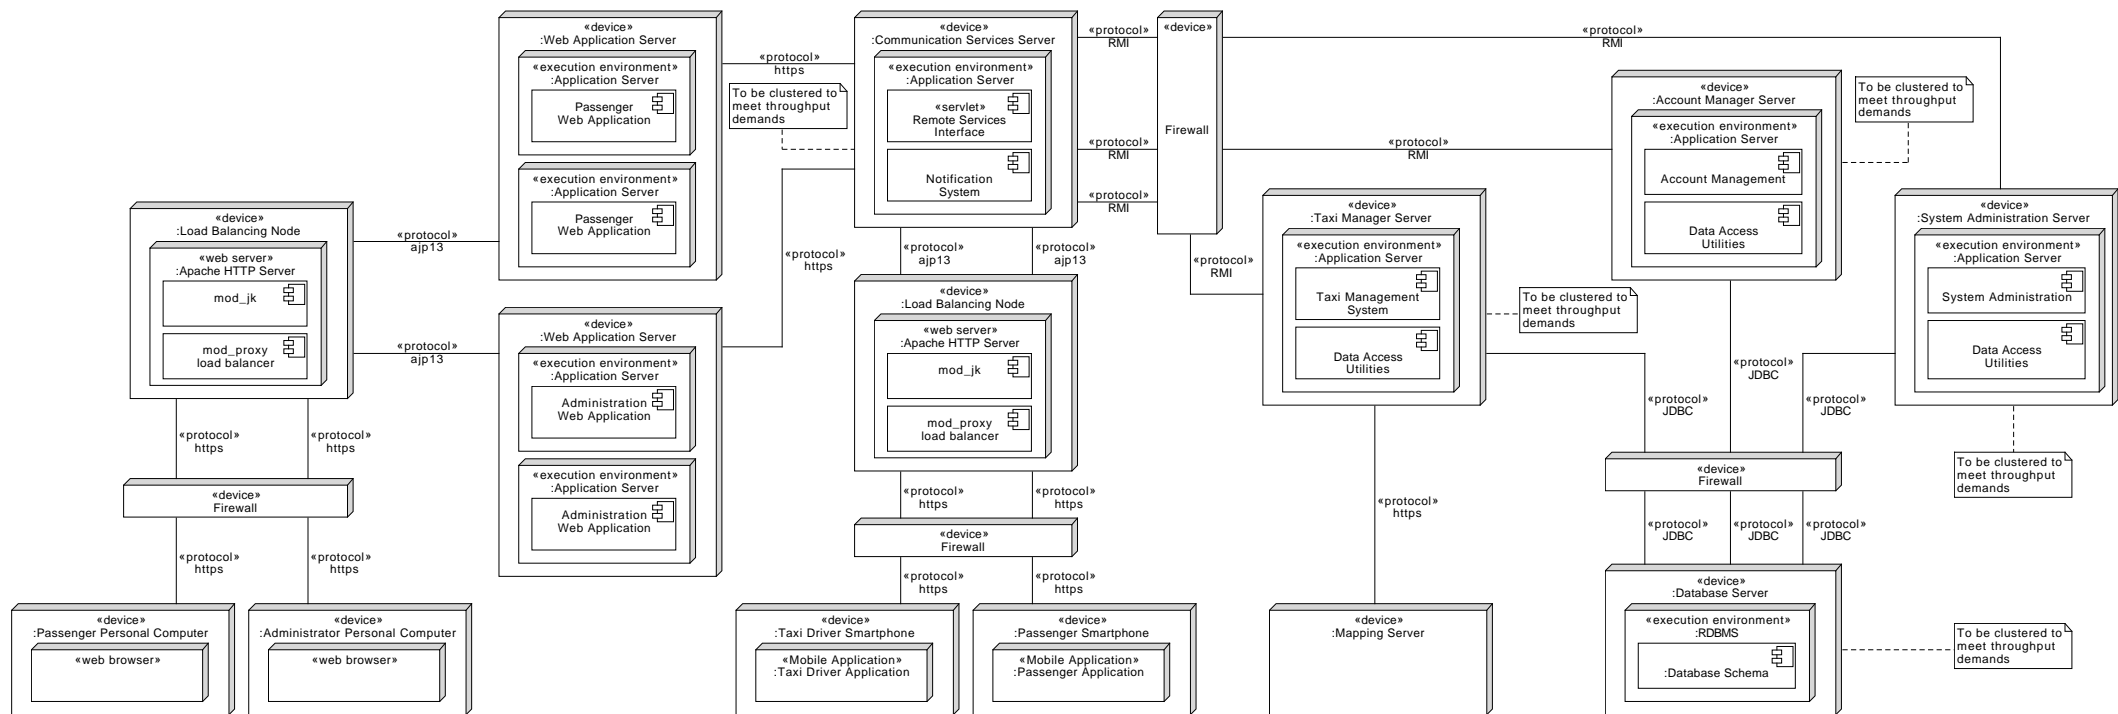 «device»
:Web Application Server
«execution environment»
:Application Server
Passenger
Web Application
«execution environment»
:Application Server
Passenger
Web Application
«protocol»
https
To be clustered to
meet throughput
demands
«device»
:Communication Services Server
«execution environment»
:Application Server
«servlet»
Remote Services
Interface
Notification
System
«protocol»
RMI
«protocol»
RMI
«protocol»
RMI
«device»
Firewall
«protocol»
RMI
«protocol»
RMI
«protocol»
RMI
«device»
:Account Manager Server
«execution environment»
:Application Server
Account Management
Data Access
Utilities
To be clustered to
meet throughput
demands
«device»
:Load Balancing Node
«web server»
:Apache HTTP Server
mod_jk
mod_proxy
load balancer
«protocol»
ajp13
«protocol»
ajp13
«device»
:Web Application Server
«execution environment»
:Application Server
Administration
Web Application
«execution environment»
:Application Server
Administration
Web Application
«protocol»
https
«protocol»
ajp13
«protocol»
ajp13
«device»
:Load Balancing Node
«web server»
:Apache HTTP Server
mod_jk
mod_proxy
load balancer
«device»
:Taxi Manager Server
«execution environment»
:Application Server
Taxi Management
System
Data Access
Utilities
To be clustered to
meet throughput
demands
«device»
:System Administration Server
«execution environment»
:Application Server
System Administration
Data Access
Utilities
To be clustered to
meet throughput
demands
«protocol»
JDBC
«protocol»
JDBC
«protocol»
JDBC
«device»
Firewall
«protocol»
JDBC
«protocol»
JDBC
«protocol»
JDBC
«protocol»
https
«protocol»
https
«device»
Firewall
«protocol»
https
«protocol»
https
«protocol»
https
«protocol»
https
«device»
Firewall
«protocol»
https
«protocol»
https
«protocol»
https
«device»
:Passenger Personal Computer
«web browser»
«device»
:Administrator Personal Computer
«web browser»
«device»
:Taxi Driver Smartphone
«Mobile Application»
:Taxi Driver Application
«device»
:Passenger Smartphone
«Mobile Application»
:Passenger Application
«device»
:Mapping Server
«device»
:Database Server
«execution environment»
:RDBMS
:Database Schema
To be clustered to
meet throughput
demands